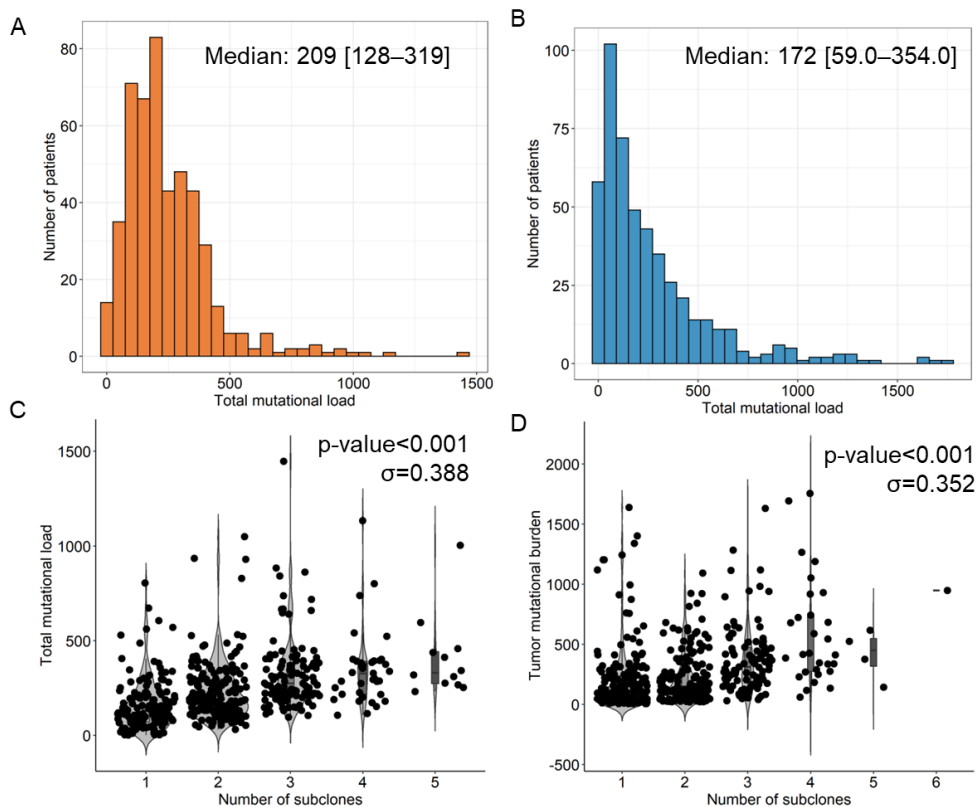 A
Median: 209 [128–319]
80
60
40
20
0
Number of patients
0
500
1000
1500
Total mutational load
B
Median: 172 [59.0–354.0]
100
75
50
25
0
Number of patients
0
500
1000
1500
Total mutational load
C
p-value<0.001
σ=0.388
1500
1000
500
0
Total mutational load
1
2
3
4
5
Number of subclones
D
p-value<0.001
σ=0.352
2000
1500
1000
500
0
-500
Tumor mutational burden
1
2
3
4
5
6
Number of subclones